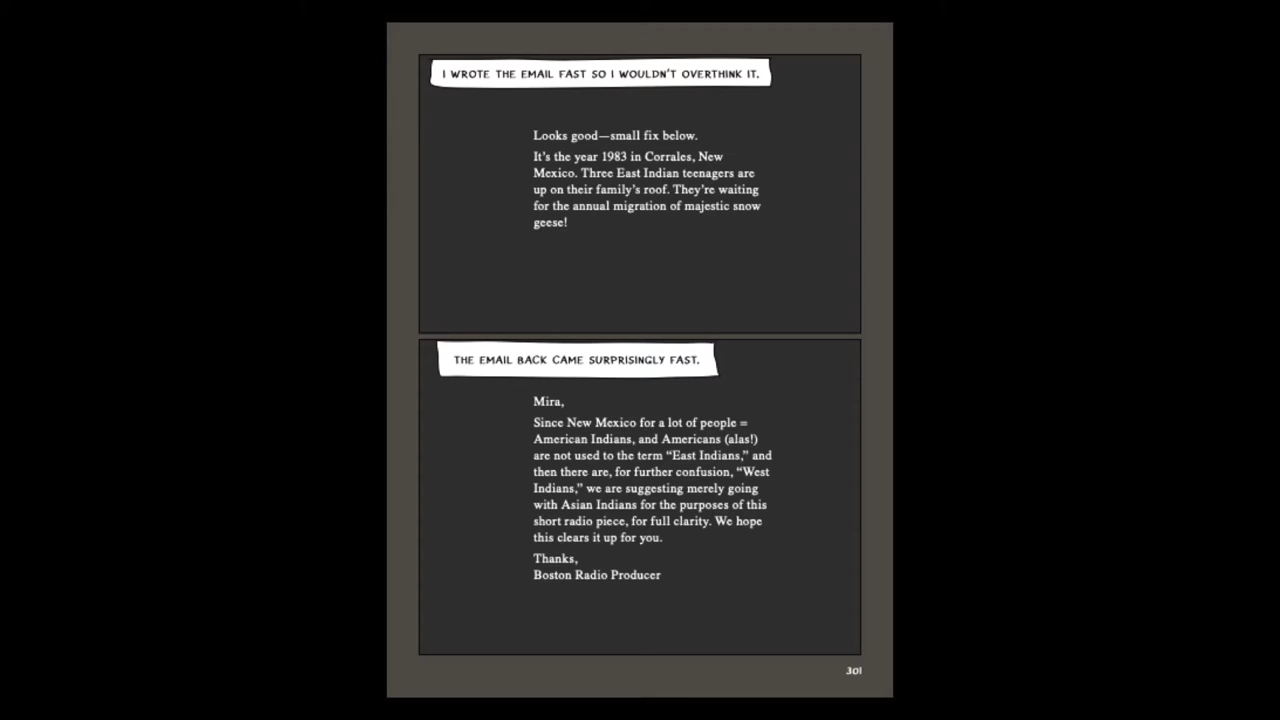 I WROTE THE EMAIL FAST SO I WOULDN'T OVERTHINK IT.
Looks good—small fix below.
It's the year 1983 in Corrales, New
Mexico. Three East Indian teenagers are
up on their family's roof. They're waiting
for the annual migration of majestic snow
geese!
THE EMAIL BACK CAME SURPRISINGLY FAST.
Mira,
Since New Mexico for a lot of people =
American Indians, and Americans (alas!)
are not used to the term “East Indians,” and
then there are, for further confusion, “West
Indians,” we are suggesting merely going
with Asian Indians for the purposes of this
short radio piece, for full clarity. We hope
this clears it up for you.
Thanks,
Boston Radio Producer
301